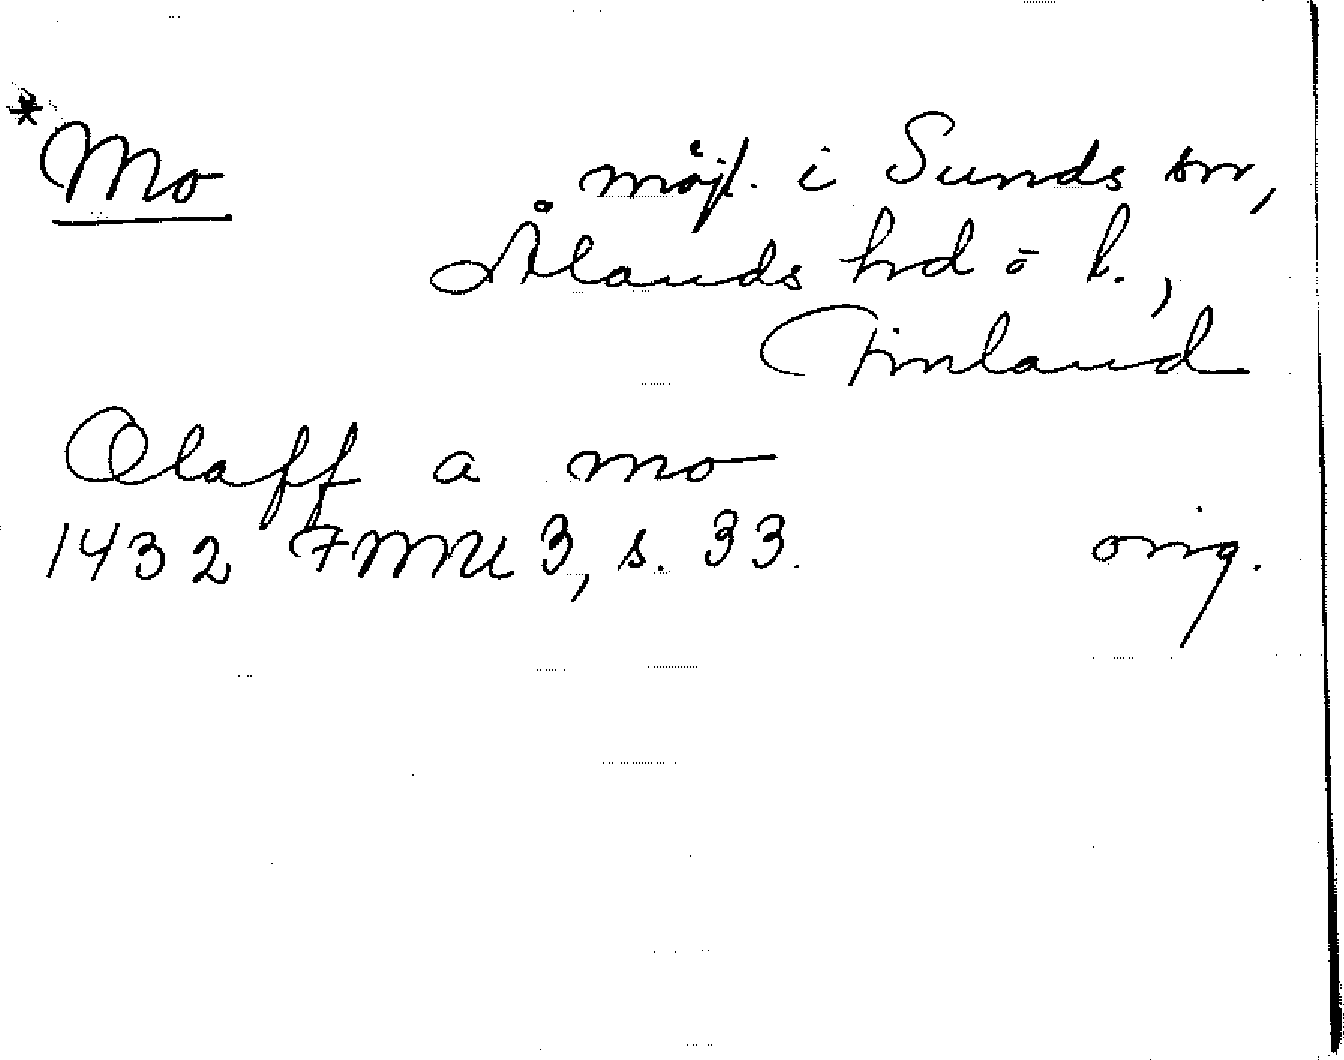 *Mo
möjl. i Sunds sn,
Ålands hd o l.,
Finland
Olaff a mo
1432 FMU 3, s. 33. orig.